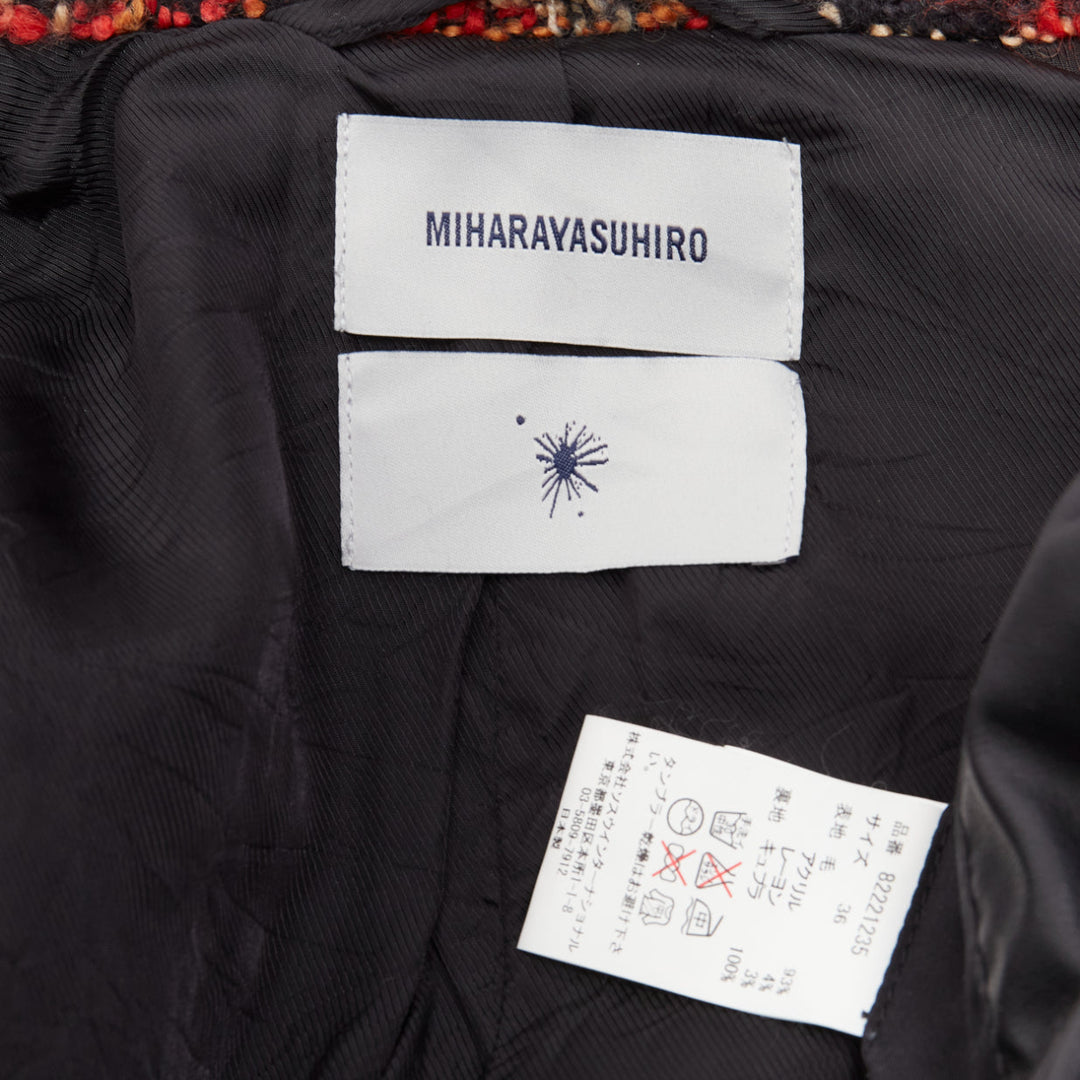 MIHARAYASUHIRO
品番 82221235
サイズ 36
表地 毛 93%
アクリル 4%
レーヨン 3%
裏地 キュプラ 100%
中
タンブラー乾燥はお避け下さい。
株式会社ソスウインターナショナル
東京都墨田区本所1-1-8
03-5809-7912
日本製